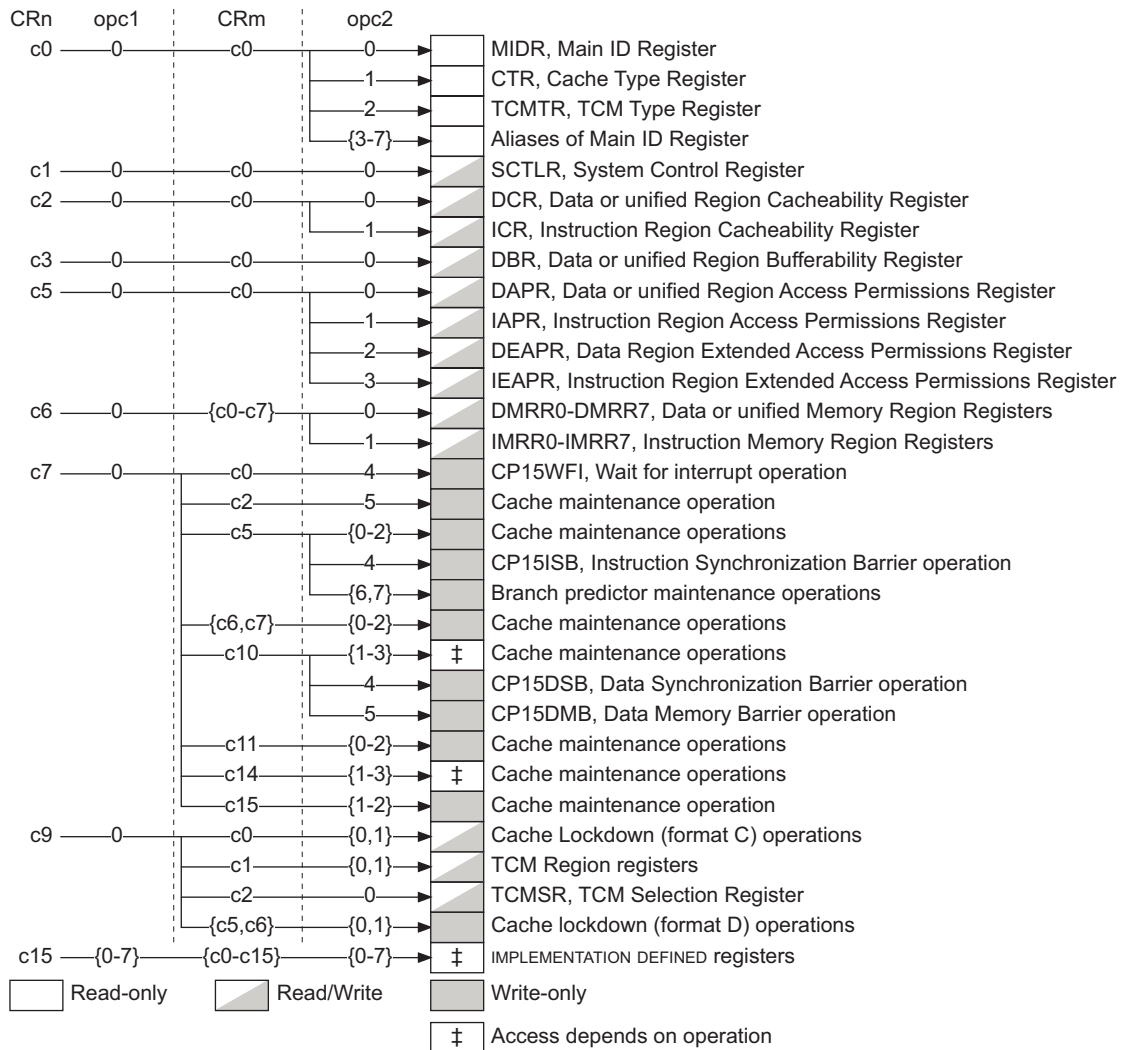 CRn opc1 CRm opc2
c0 0 c0 0 MIDR, Main ID Register
1 CTR, Cache Type Register
2 TCMTR, TCM Type Register
{3-7} Aliases of Main ID Register
c1 0 c0 0 SCTLR, System Control Register
c2 0 c0 0 DCR, Data or unified Region Cacheability Register
1 ICR, Instruction Region Cacheability Register
c3 0 c0 0 DBR, Data or unified Region Bufferability Register
c5 0 c0 0 DAPR, Data or unified Region Access Permissions Register
1 IAPR, Instruction Region Access Permissions Register
2 DEAPR, Data Region Extended Access Permissions Register
3 IEAPR, Instruction Region Extended Access Permissions Register
c6 0 {c0-c7} 0 DMRR0-DMRR7, Data or unified Memory Region Registers
1 IMRR0-IMRR7, Instruction Memory Region Registers
c7 0 c0 4 CP15WFI, Wait for interrupt operation
c2 5 Cache maintenance operation
c5 {0-2} Cache maintenance operations
4 CP15ISB, Instruction Synchronization Barrier operation
{6,7} Branch predictor maintenance operations
{c6,c7} {0-2} Cache maintenance operations
c10 {1-3} ‡ Cache maintenance operations
4 CP15DSB, Data Synchronization Barrier operation
5 CP15DMB, Data Memory Barrier operation
c11 {0-2} Cache maintenance operations
c14 {1-3} ‡ Cache maintenance operations
c15 {1-2} Cache maintenance operation
c9 0 c0 {0,1} Cache Lockdown (format C) operations
c1 {0,1} TCM Region registers
c2 0 TCMSR, TCM Selection Register
{c5,c6} {0,1} Cache lockdown (format D) operations
c15 {0-7} {c0-c15} {0-7} ‡ IMPLEMENTATION DEFINED registers
Read-only Read/Write Write-only
‡ Access depends on operation